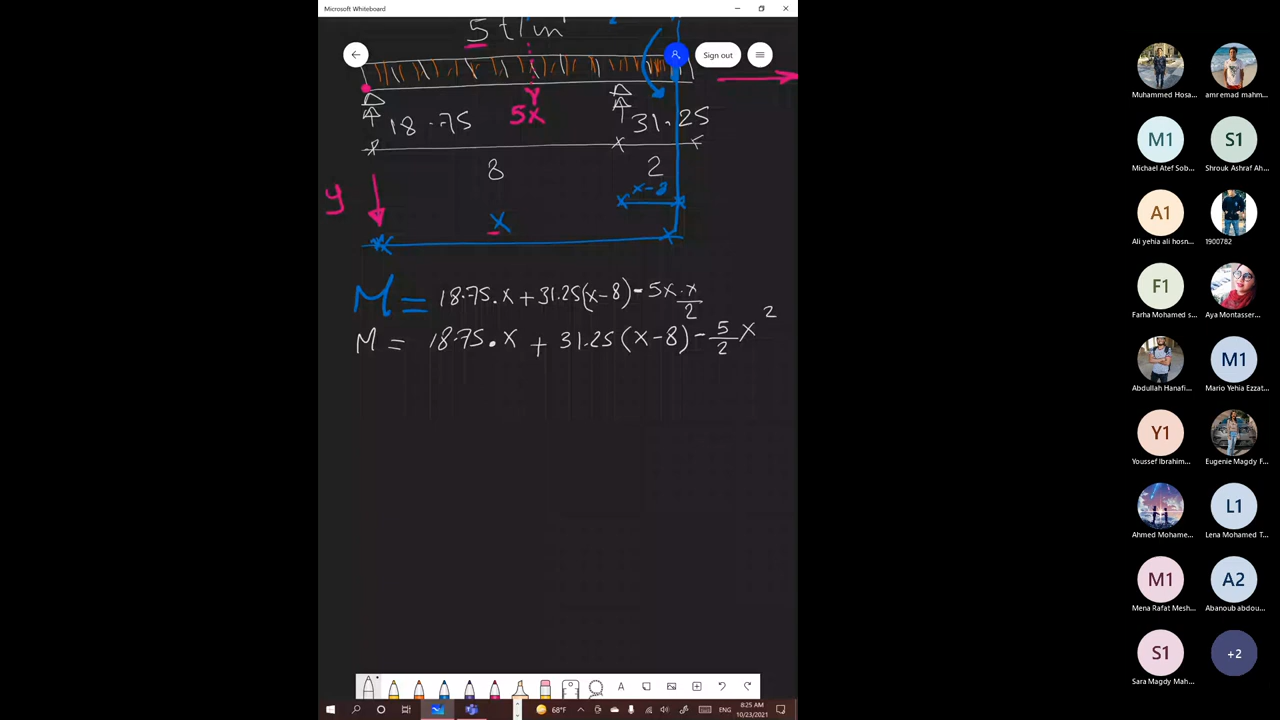 Microsoft Whiteboard
5 t/m'
Sign out
5X
18.75
31.25
8
2
x-8
y
X
M = 18.75.x + 31.25(x-8) - 5x.x/2
M = 18.75.x + 31.25(x-8) - 5/2 x²
Muhammed Hosa...
amr emad mahm...
M1
S1
Michael Atef Sob...
Shrouk Ashraf Ah...
A1
Ali yehia ali hosn...
1900782
F1
Farha Mohamed s...
Aya Montasser...
M1
Abdullah Hanafi...
Mario Yehia Ezzat...
Y1
Youssef Ibrahim...
Eugenie Magdy F...
L1
Ahmed Mohame...
Lena Mohamed T...
M1
A2
Mena Rafat Mesh...
Abanoub abdou...
S1
+2
Sara Magdy Mah...
A
68°F
ENG
8:25 AM
10/23/2021